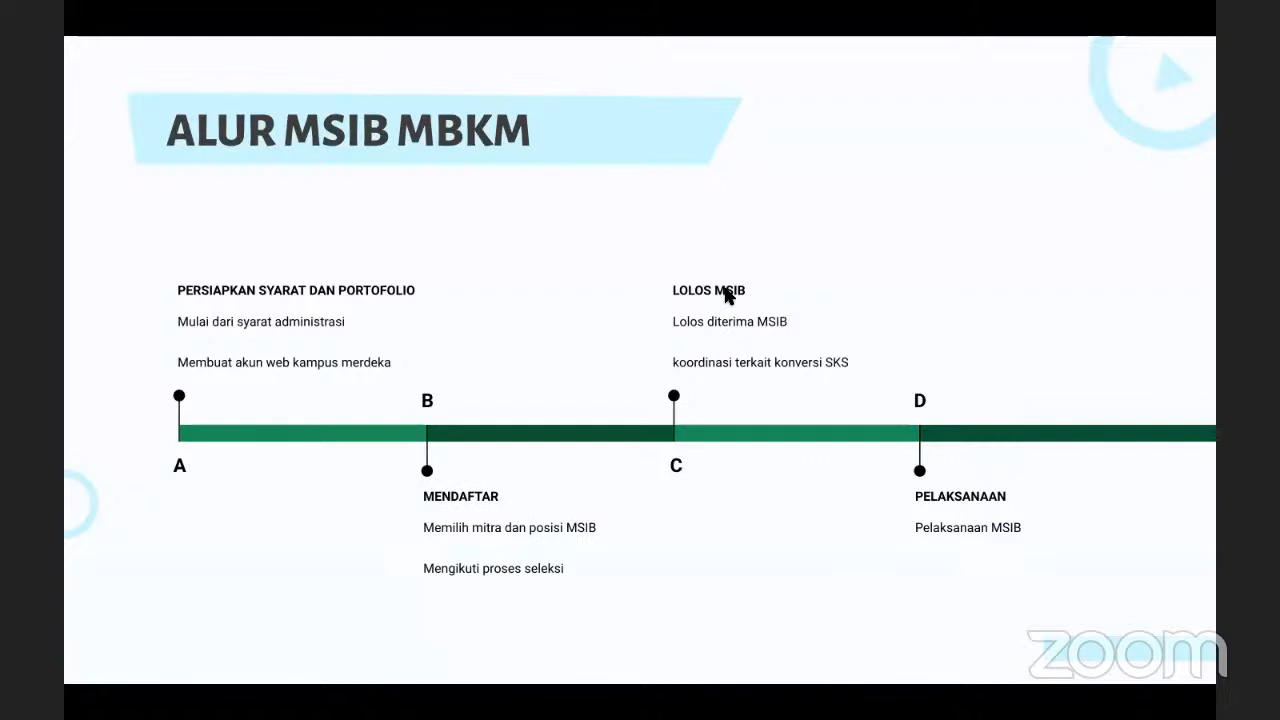 ALUR MSIB MBKM
PERSIAPKAN SYARAT DAN PORTOFOLIO
Mulai dari syarat administrasi
Membuat akun web kampus merdeka
A
B
MENDAFTAR
Memilih mitra dan posisi MSIB
Mengikuti proses seleksi
LOLOS MSIB
Lolos diterima MSIB
koordinasi terkait konversi SKS
C
D
PELAKSANAAN
Pelaksanaan MSIB
zoom